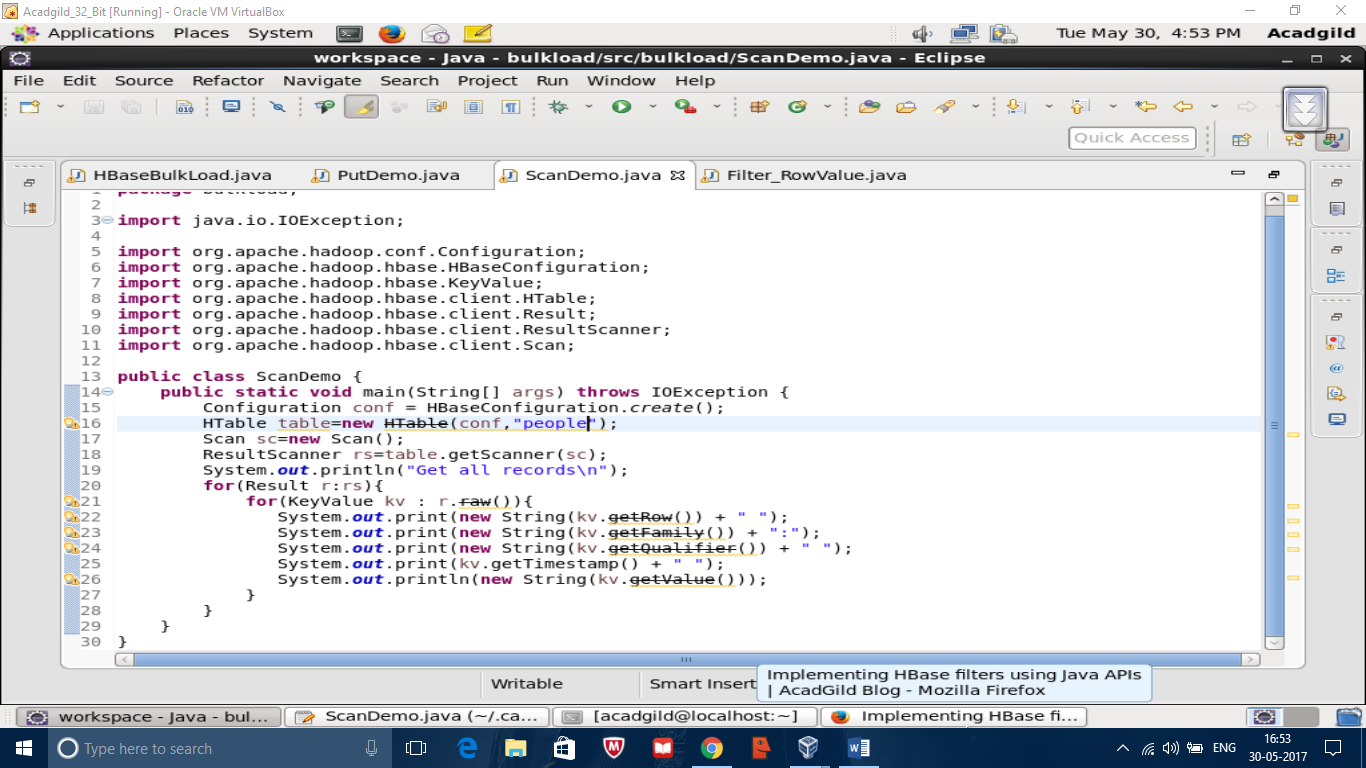 Acadgild_32_Bit [Running] - Oracle VM VirtualBox
Applications Places System Tue May 30, 4:53 PM Acadgild
workspace - Java - bulkload/src/bulkload/ScanDemo.java - Eclipse
File Edit Source Refactor Navigate Search Project Run Window Help
010
Quick Access
HBaseBulkLoad.java PutDemo.java ScanDemo.java Filter_RowValue.java
1 package bulkload;
2
3 import java.io.IOException;
4
5 import org.apache.hadoop.conf.Configuration;
6 import org.apache.hadoop.hbase.HBaseConfiguration;
7 import org.apache.hadoop.hbase.KeyValue;
8 import org.apache.hadoop.hbase.client.HTable;
9 import org.apache.hadoop.hbase.client.Result;
10 import org.apache.hadoop.hbase.client.ResultScanner;
11 import org.apache.hadoop.hbase.client.Scan;
12
13 public class ScanDemo {
14 public static void main(String[] args) throws IOException {
15 Configuration conf = HBaseConfiguration.create();
16 HTable table=new HTable(conf,"people");
17 Scan sc=new Scan();
18 ResultScanner rs=table.getScanner(sc);
19 System.out.println("Get all records\n");
20 for(Result r:rs){
21 for(KeyValue kv : r.raw()){
22 System.out.print(new String(kv.getRow()) + " ");
23 System.out.print(new String(kv.getFamily()) + ":");
24 System.out.print(new String(kv.getQualifier()) + " ");
25 System.out.print(kv.getTimestamp() + " ");
26 System.out.println(new String(kv.getValue()));
27 }
28 }
29 }
30 }
Writable Smart Insert
Implementing HBase filters using Java APIs
| AcadGild Blog - Mozilla Firefox
workspace - Java - bul... ScanDemo.java (~/.ca... [acadgild@localhost:~] Implementing HBase fi...
Type here to search ENG 16:53
30-05-2017